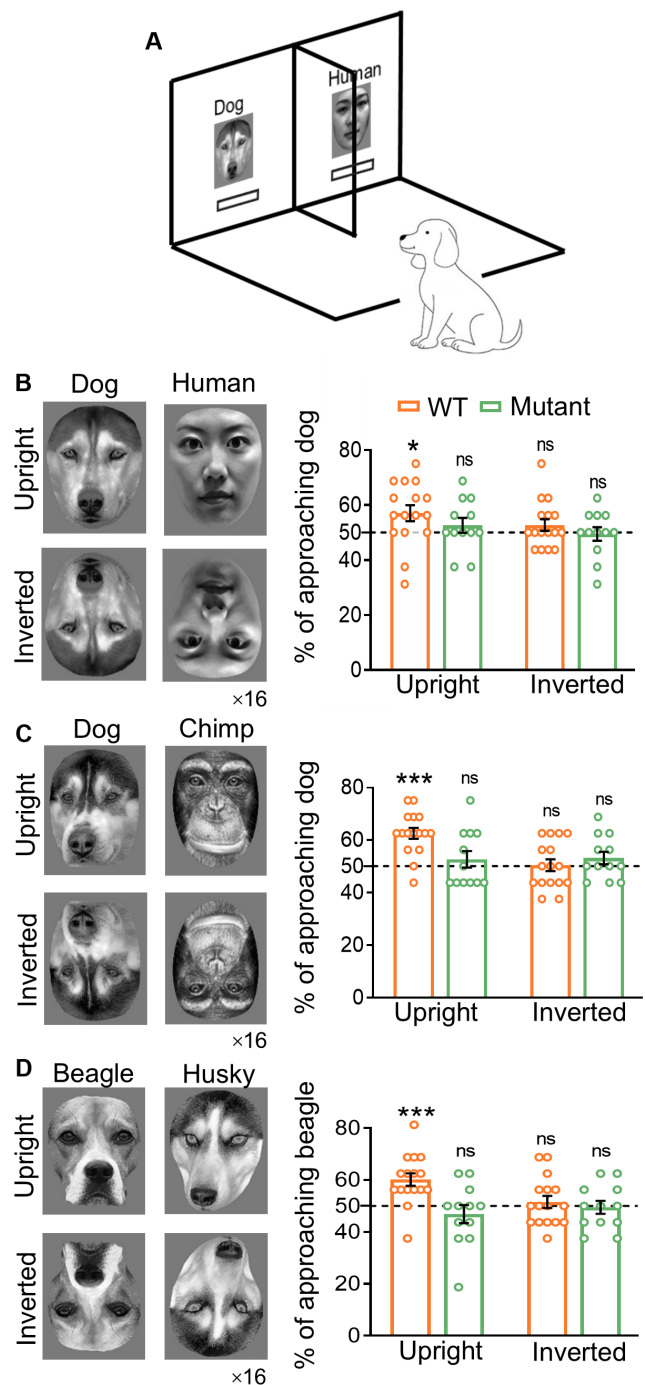 A
Dog
Human
B
Dog
Human
Upright
Inverted
×16
WT
Mutant
% of approaching dog
80
60
50
40
20
0
*
ns
ns
ns
Upright
Inverted
C
Dog
Chimp
Upright
Inverted
×16
% of approaching dog
80
60
50
40
20
0
***
ns
ns
ns
Upright
Inverted
D
Beagle
Husky
Upright
Inverted
×16
% of approaching beagle
80
60
50
40
20
0
***
ns
ns
ns
Upright
Inverted